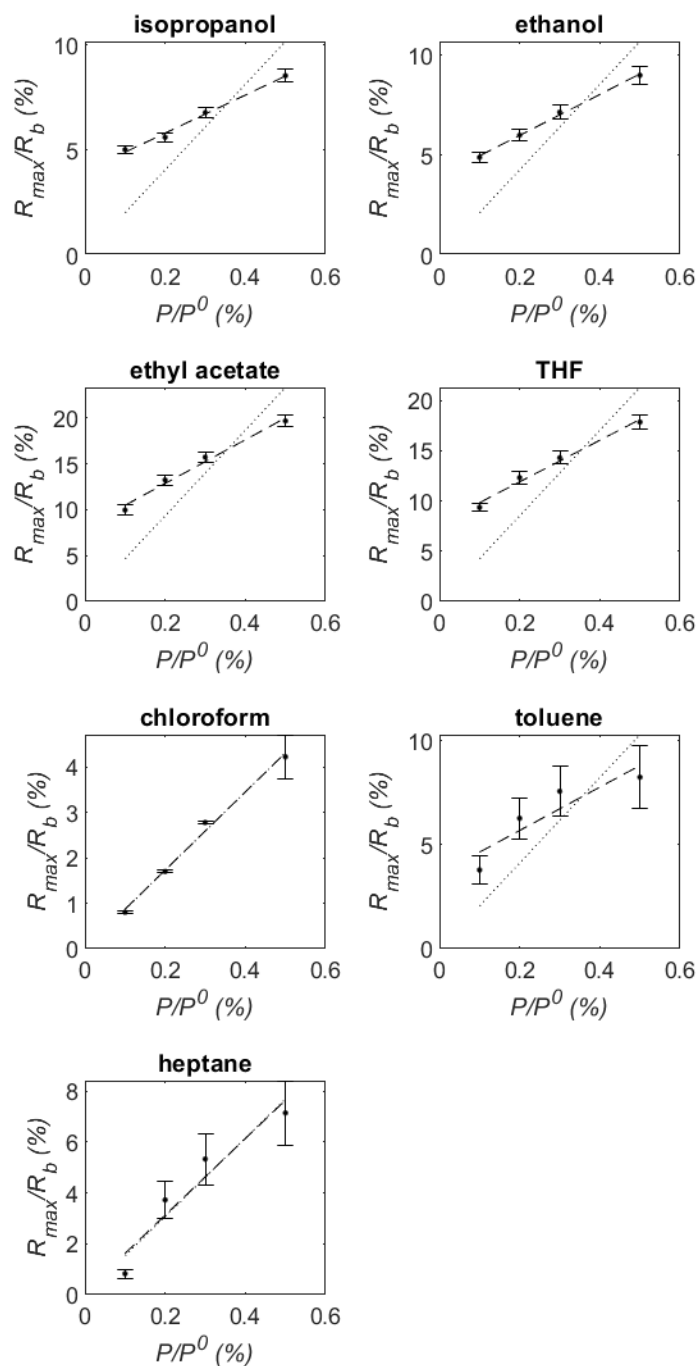 isopropanol
R_max/R_b (%)
10
5
0
0 0.2 0.4 0.6
P/P^0 (%)
ethanol
R_max/R_b (%)
10
5
0
0 0.2 0.4 0.6
P/P^0 (%)
ethyl acetate
R_max/R_b (%)
20
15
10
5
0
0 0.2 0.4 0.6
P/P^0 (%)
THF
R_max/R_b (%)
20
15
10
5
0
0 0.2 0.4 0.6
P/P^0 (%)
chloroform
R_max/R_b (%)
4
3
2
1
0
0 0.2 0.4 0.6
P/P^0 (%)
toluene
R_max/R_b (%)
10
5
0
0 0.2 0.4 0.6
P/P^0 (%)
heptane
R_max/R_b (%)
8
6
4
2
0
0 0.2 0.4 0.6
P/P^0 (%)